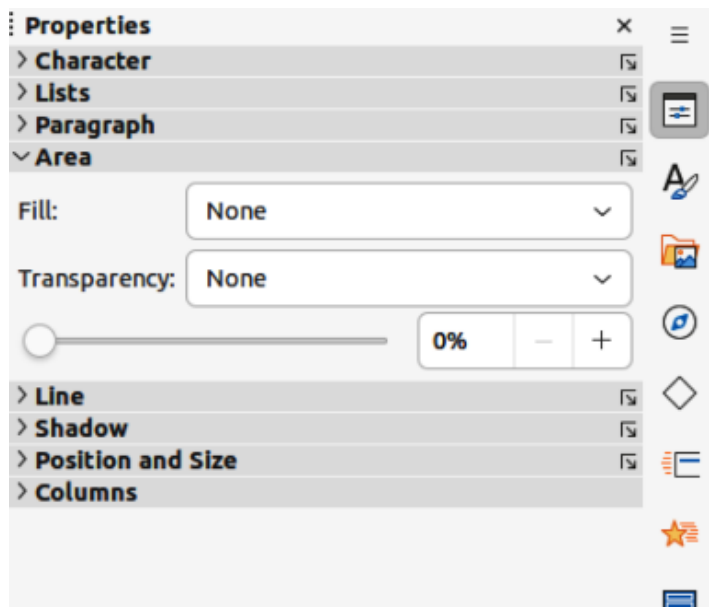 Properties
Character
Lists
Paragraph
Area
Fill: None
Transparency: None
0%
Line
Shadow
Position and Size
Columns